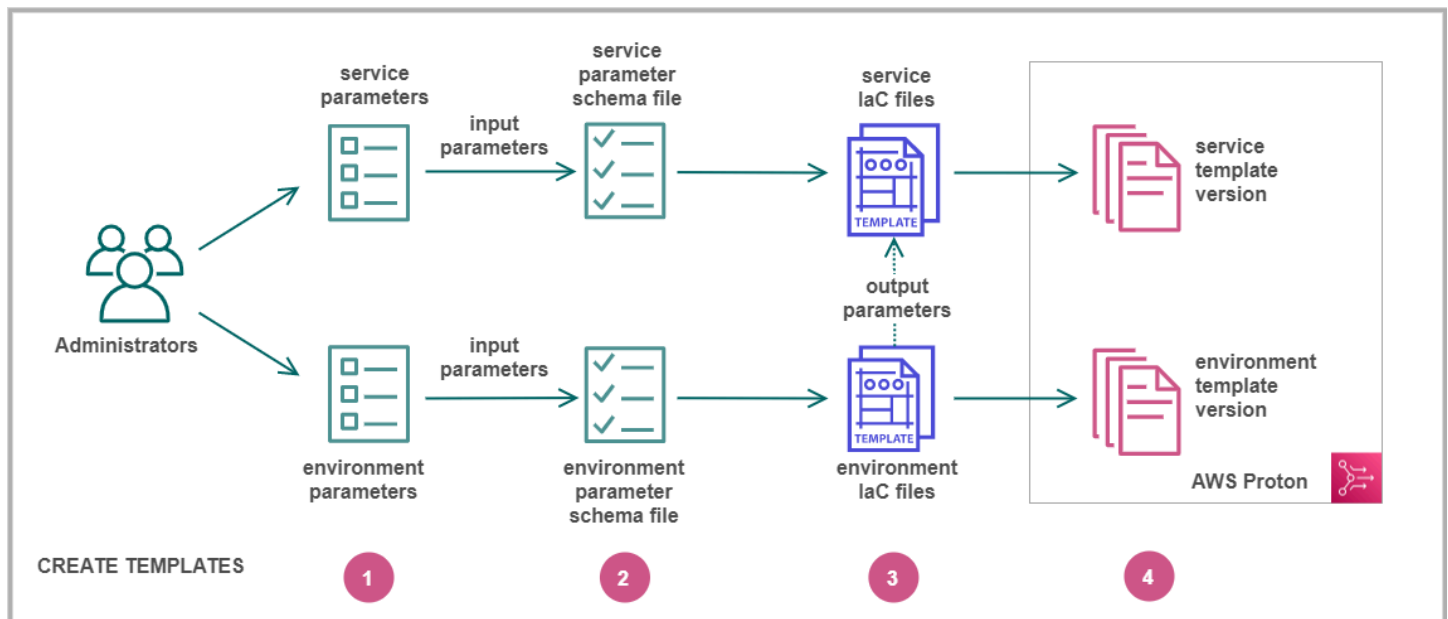 service
parameters
input
parameters
service
parameter
schema file
service
IaC files
TEMPLATE
service
template
version
Administrators
output
parameters
environment
parameters
input
parameters
environment
parameter
schema file
TEMPLATE
environment
IaC files
environment
template
version
AWS Proton
CREATE TEMPLATES
1
2
3
4